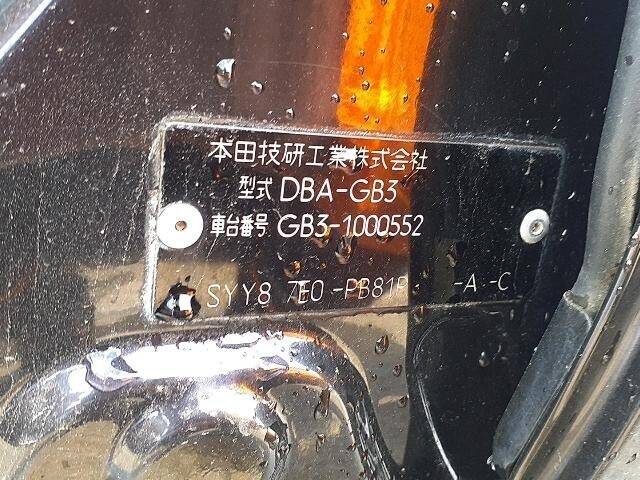 本田技研工業株式会社
型式 DBA-GB3
車台番号 GB3-1000552
SYY8 7E0-PB81P -A -C